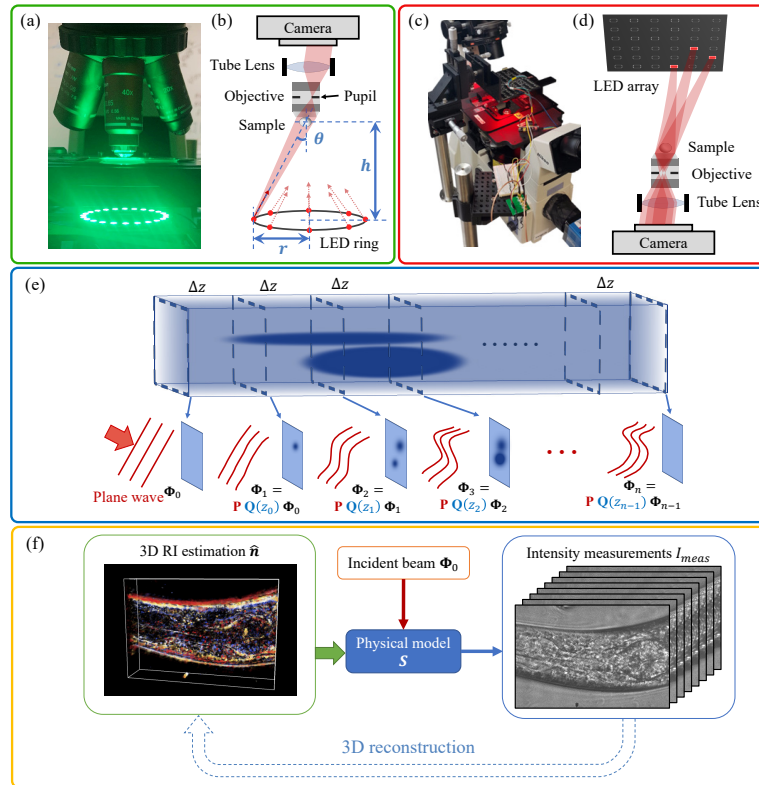 (a)
(b)
Camera
Tube Lens
Objective
Pupil
Sample
θ
h
LED ring
r
(c)
(d)
LED array
Sample
Objective
Tube Lens
Camera
(e)
Δz Δz Δz Δz
Plane wave Φ₀
Φ₁ =
P Q(z₀) Φ₀
Φ₂ =
P Q(z₁) Φ₁
Φ₃ =
P Q(z₂) Φ₂
Φₙ =
P Q(zₙ₋₁) Φₙ₋₁
(f)
3D RI estimation n̂
Incident beam Φ₀
Physical model
S
Intensity measurements I_meas
3D reconstruction